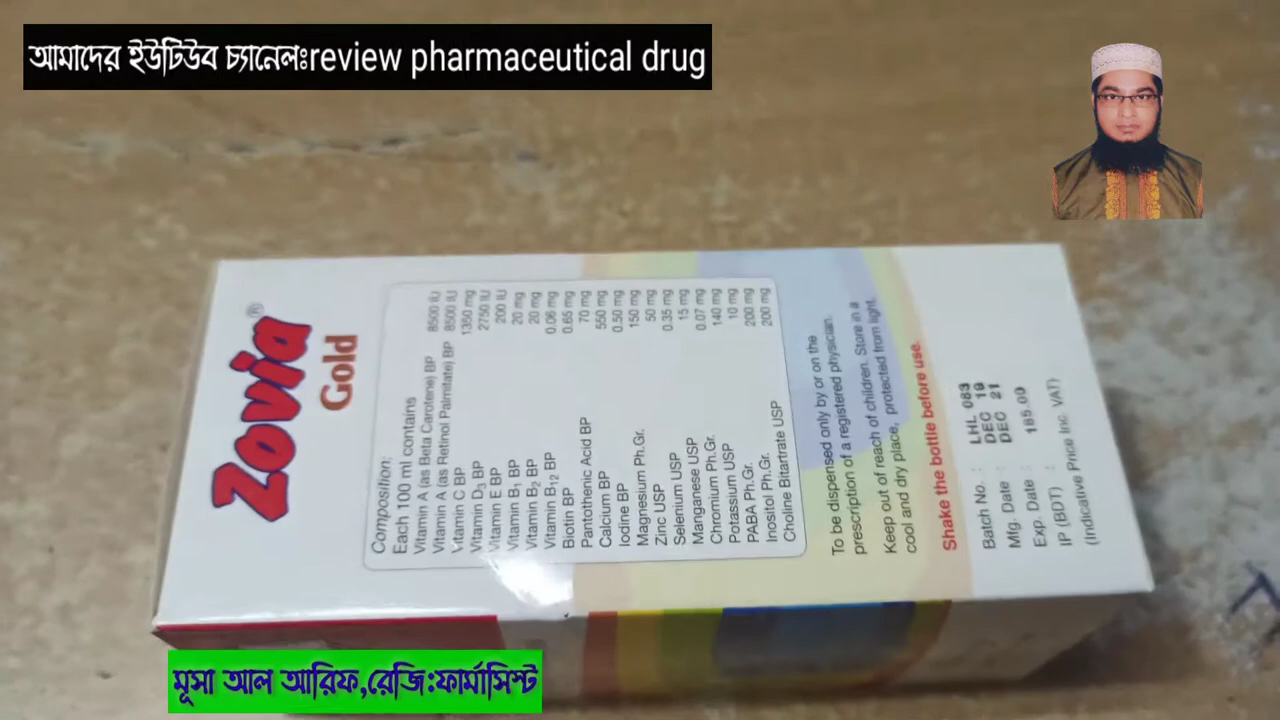 আমাদের ইউটিউব চ্যানেলঃreview pharmaceutical drug
Zovia®
Gold
Composition:
Each 100 ml contains
Vitamin A (as Beta Carotene) BP 8500 IU
Vitamin A (as Retinol Palmitate) BP 8500 IU
Vitamin C BP 1350 mg
Vitamin D3 BP 2750 IU
Vitamin E BP 200 IU
Vitamin B1 BP 20 mg
Vitamin B2 BP 20 mg
Vitamin B12 BP 0.06 mg
Biotin BP 0.65 mg
Pantothenic Acid BP 70 mg
Calcium BP 550 mg
Iodine BP 0.50 mg
Magnesium Ph.Gr. 150 mg
Zinc USP 50 mg
Selenium USP 0.35 mg
Manganese USP 15 mg
Chromium Ph.Gr. 0.07 mg
Potassium USP 140 mg
PABA Ph.Gr. 10 mg
Inositol Ph.Gr. 200 mg
Choline Bitartrate USP 200 mg
To be dispensed only by or on the
prescription of a registered physician.
Keep out of reach of children. Store in a
cool and dry place, protected from light.
Shake the bottle before use.
Batch No. : LHL 083
Mfg. Date : DEC 19
Exp. Date : DEC 21
IP (BDT) : 185.00
(Indicative Price Inc. VAT)
মূসা আল আরিফ,রেজি:ফার্মাসিস্ট